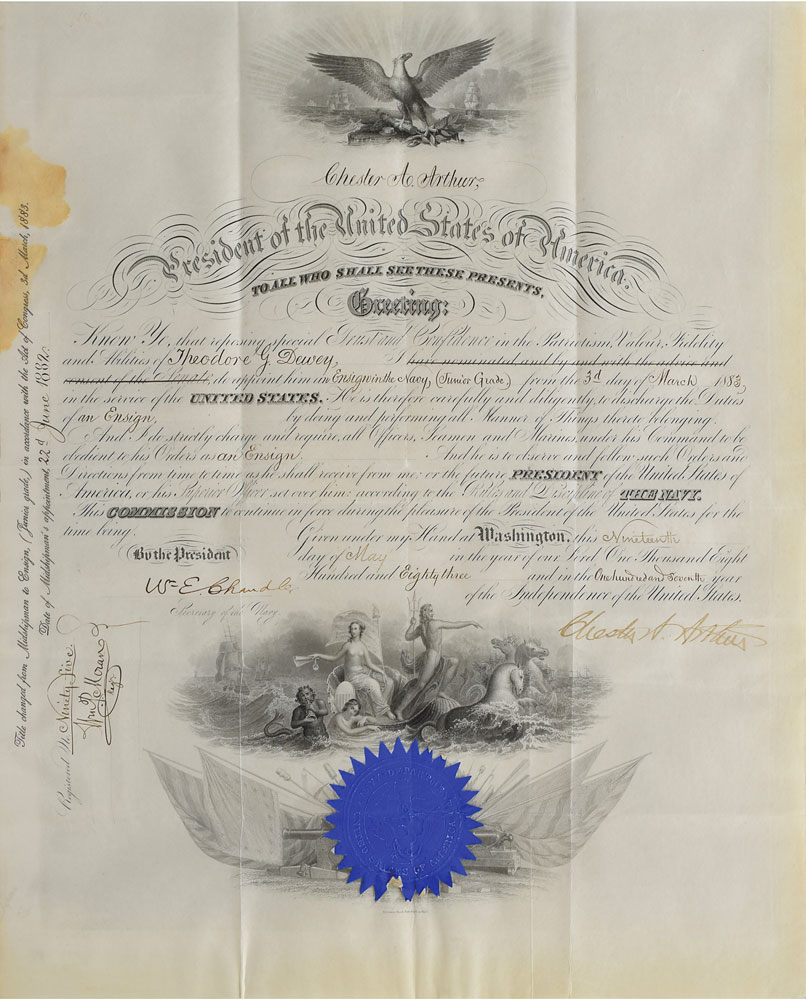 Chester A. Arthur,
President of the United States of America.
TO ALL WHO SHALL SEE THESE PRESENTS,
Greeting:
Know Ye, that reposing special Trust and Confidence in the Patriotism, Valour, Fidelity
and Abilities of Theodore G. Dewey, I have nominated and by and with the advice and
consent of the Senate, do appoint him an Ensign in the Navy, (Junior Grade,) from the 3d day of March 1883,
in the service of the UNITED STATES. He is therefore carefully and diligently, to discharge the Duties
of an Ensign, by doing and performing all Manner of Things thereto belonging.
And I do strictly charge and require, all Officers, Seamen and Marines, under his Command to be
obedient to his Orders as an Ensign. And he is to observe and follow such Orders and
Directions from time to time as he shall receive from me, or the future PRESIDENT of the United States of
America, or his Superior Officer set over him according to the Rules and Discipline of THE NAVY.
This COMMISSION to continue in force during the pleasure of the President of the United States for the
time being.
Given under my Hand at Washington, this Nineteenth
day of May in the year of our Lord One Thousand Eight
Hundred and Eighty three and in the One hundred and Seventh year
of the Independence of the United States.
By the President
Wm E. Chandler
Secretary of the Navy.
Chester A. Arthur
Title changed from Midshipman to Ensign, (Junior grade,) in accordance with the Act of Congress, 3d March, 1883.
Date of Midshipman's appointment, 22d June 1882.
Registered No. Ninety Five.
Wm P. Moran